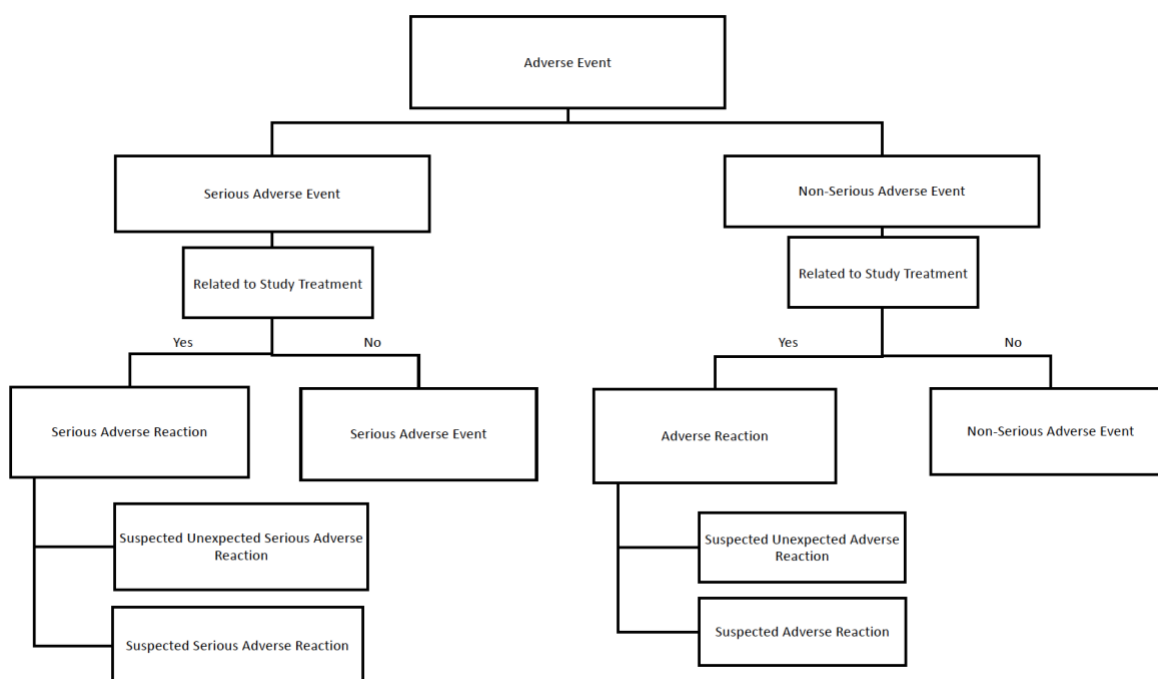 Adverse Event
Serious Adverse Event
Non-Serious Adverse Event
Related to Study Treatment
Related to Study Treatment
Yes
No
Yes
No
Serious Adverse Reaction
Serious Adverse Event
Adverse Reaction
Non-Serious Adverse Event
Suspected Unexpected Serious Adverse
Reaction
Suspected Unexpected Adverse
Reaction
Suspected Serious Adverse Reaction
Suspected Adverse Reaction